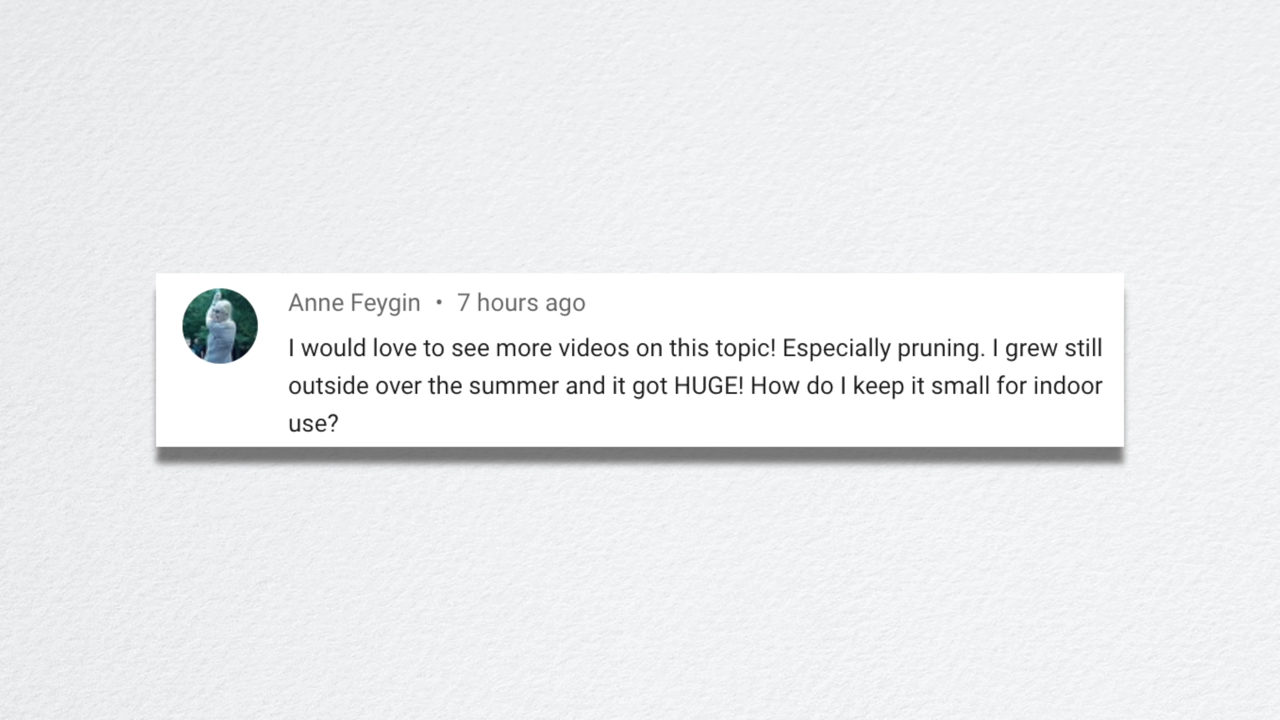 Anne Feygin • 7 hours ago
I would love to see more videos on this topic! Especially pruning. I grew still
outside over the summer and it got HUGE! How do I keep it small for indoor
use?